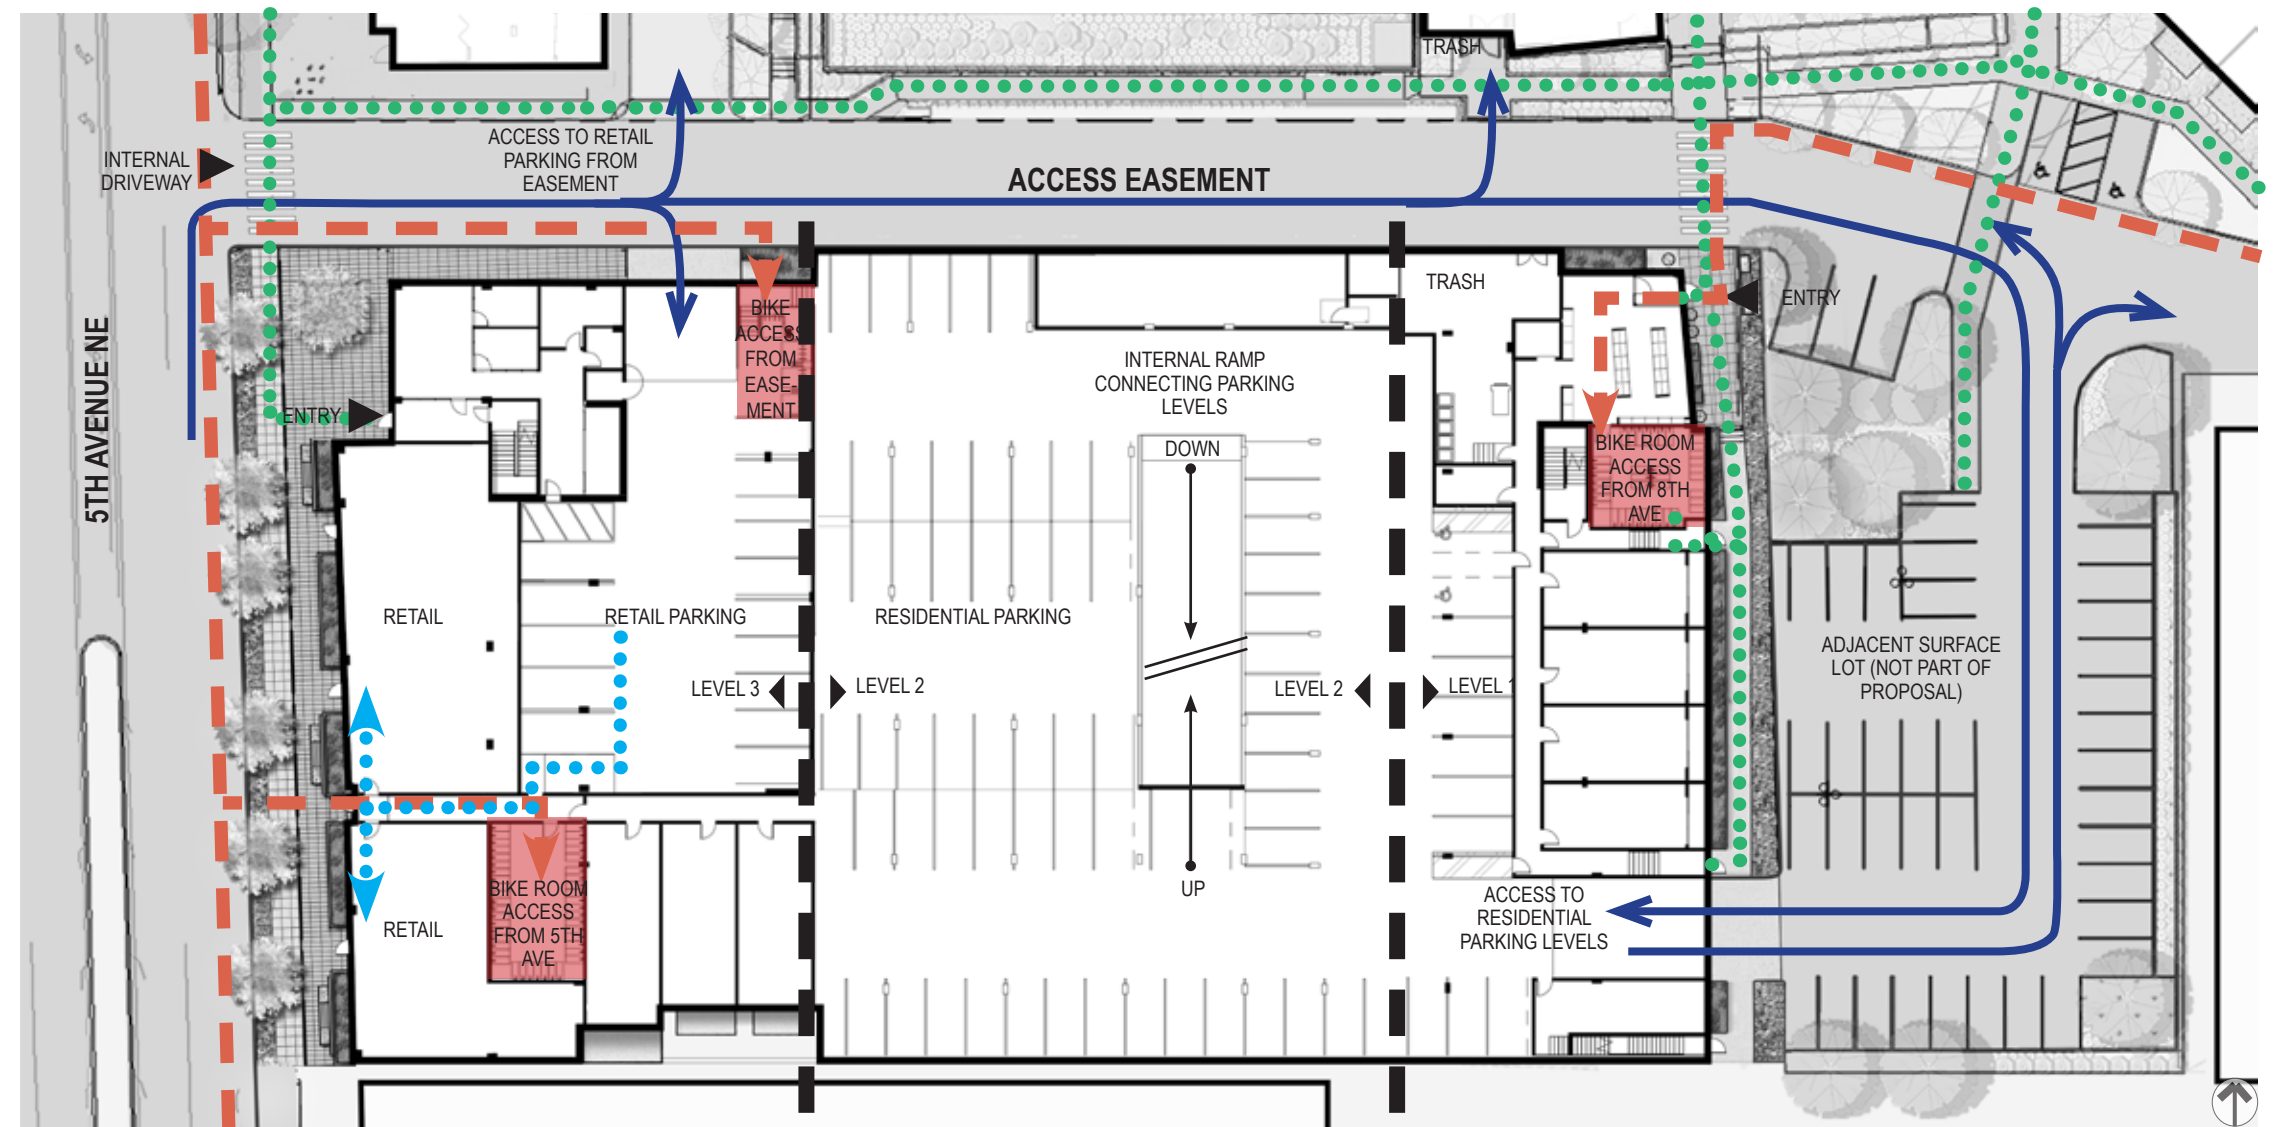 TRASH
ACCESS TO RETAIL
PARKING FROM
EASEMENT
INTERNAL
DRIVEWAY
ACCESS EASEMENT
5TH AVENUE NE
ENTRY
BIKE
ACCESS
FROM
EASE-
MENT
INTERNAL RAMP
CONNECTING PARKING
LEVELS
DOWN
TRASH
ENTRY
BIKE ROOM
ACCESS
FROM 8TH
AVE
RETAIL
RETAIL PARKING
RESIDENTIAL PARKING
LEVEL 3
LEVEL 2
LEVEL 2
LEVEL 1
ADJACENT SURFACE
LOT (NOT PART OF
PROPOSAL)
UP
RETAIL
BIKE ROOM
ACCESS
FROM 5TH
AVE
ACCESS TO
RESIDENTIAL
PARKING LEVELS